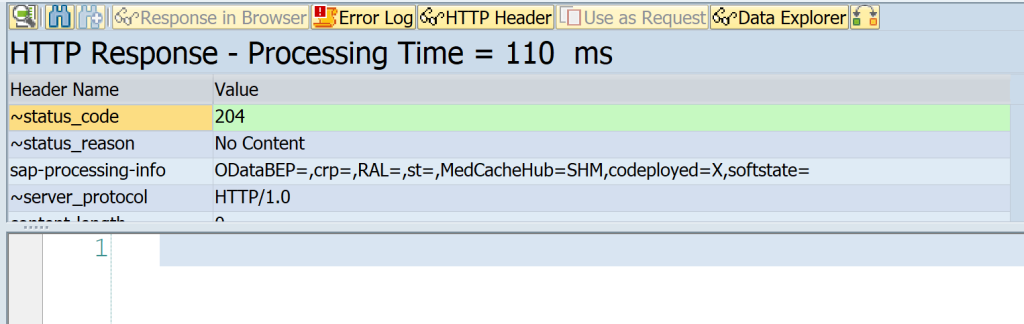 Response in Browser Error Log HTTP Header Use as Request Data Explorer
HTTP Response - Processing Time = 110 ms
Header Name Value
~status_code 204
~status_reason No Content
sap-processing-info ODataBEP=,crp=,RAL=,st=,MedCacheHub=SHM,codeployed=X,softstate=
~server_protocol HTTP/1.0
1